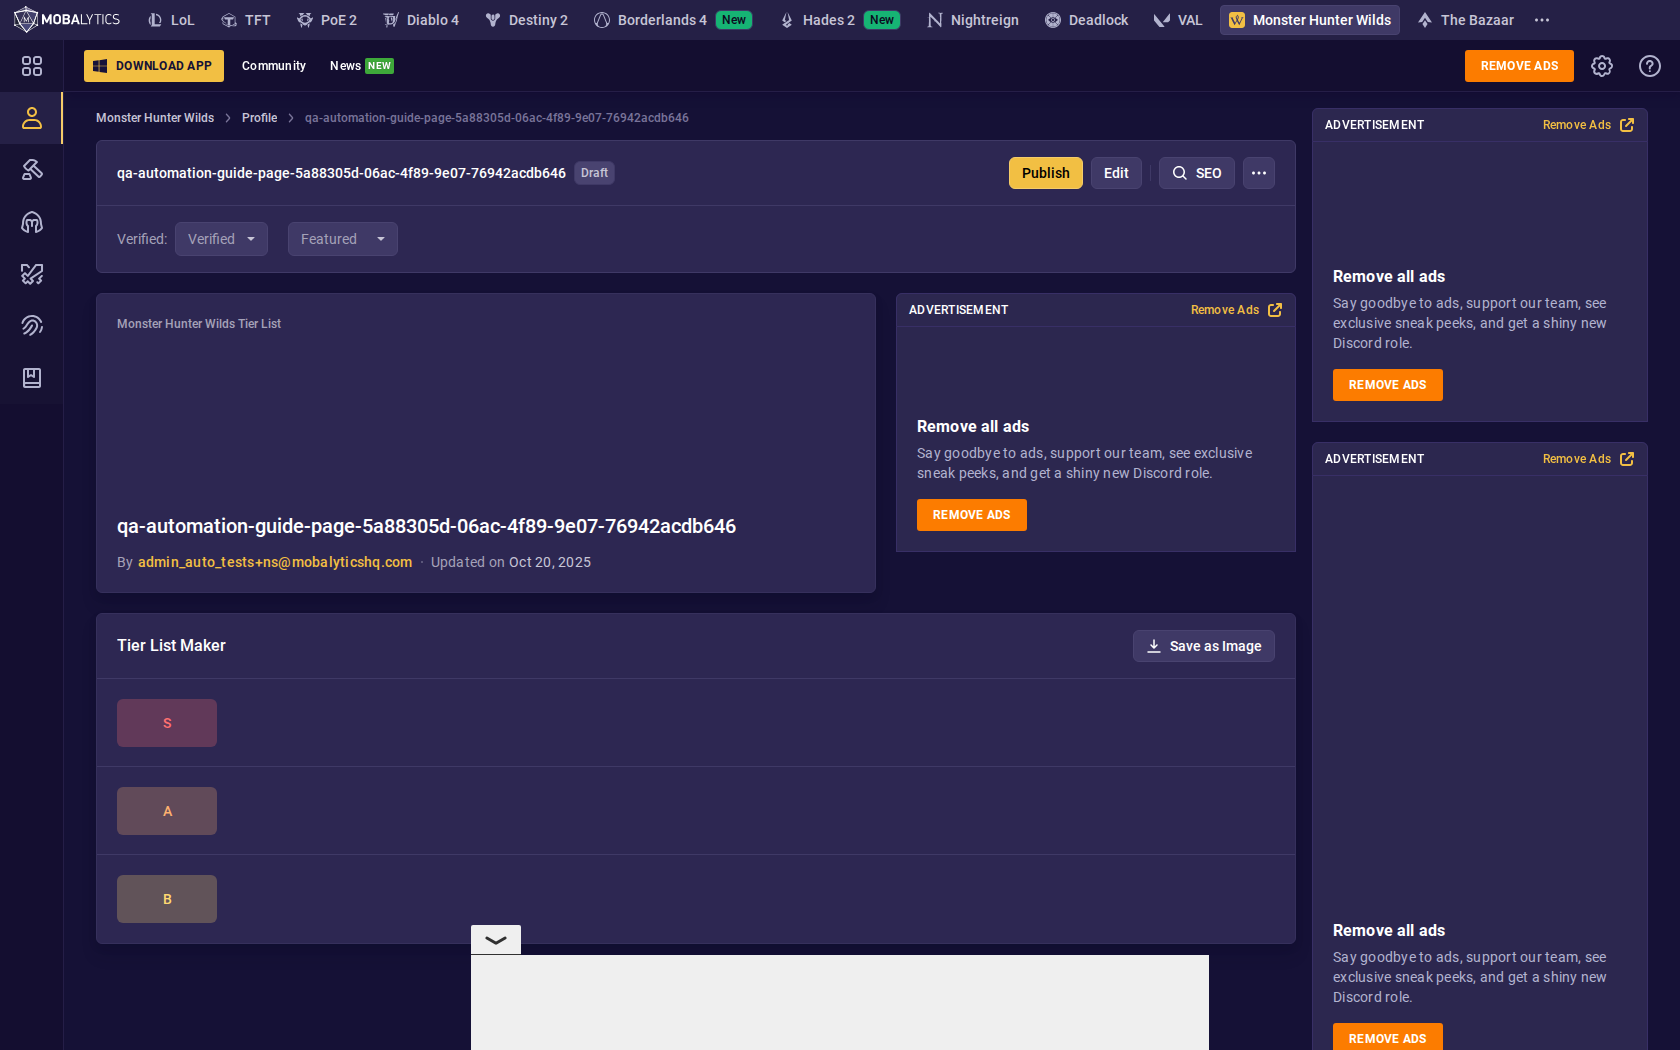 MOBALYTICS
LoL
TFT
PoE 2
Diablo 4
Destiny 2
Borderlands 4 New
Hades 2 New
Nightreign
Deadlock
VAL
Monster Hunter Wilds
The Bazaar
DOWNLOAD APP
Community
News NEW
REMOVE ADS
Monster Hunter Wilds
Profile
qa-automation-guide-page-5a88305d-06ac-4f89-9e07-76942acdb646
qa-automation-guide-page-5a88305d-06ac-4f89-9e07-76942acdb646 Draft
Publish
Edit
SEO
Verified: Verified
Featured
Monster Hunter Wilds Tier List
qa-automation-guide-page-5a88305d-06ac-4f89-9e07-76942acdb646
By admin_auto_tests+ns@mobalyticshq.com · Updated on Oct 20, 2025
ADVERTISEMENT Remove Ads
Remove all ads
Say goodbye to ads, support our team, see exclusive
sneak peeks, and get a shiny new Discord role.
REMOVE ADS
Tier List Maker
Save as Image
S
A
B
ADVERTISEMENT Remove Ads
Remove all ads
Say goodbye to ads, support our team, see
exclusive sneak peeks, and get a shiny new
Discord role.
REMOVE ADS
ADVERTISEMENT Remove Ads
Remove all ads
Say goodbye to ads, support our team, see
exclusive sneak peeks, and get a shiny new
Discord role.
REMOVE ADS